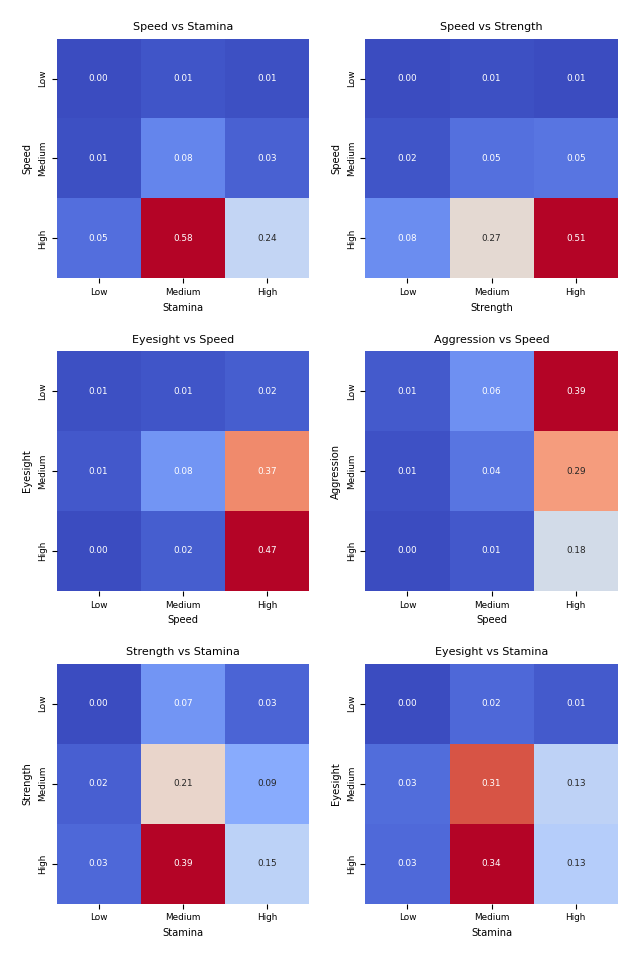 Speed vs Stamina
Speed
Low 0.00 0.01 0.01
Medium 0.01 0.08 0.03
High 0.05 0.58 0.24
Low Medium High
Stamina
Speed vs Strength
Speed
Low 0.00 0.01 0.01
Medium 0.02 0.05 0.05
High 0.08 0.27 0.51
Low Medium High
Strength
Eyesight vs Speed
Eyesight
Low 0.01 0.01 0.02
Medium 0.01 0.08 0.37
High 0.00 0.02 0.47
Low Medium High
Speed
Aggression vs Speed
Aggression
Low 0.01 0.06 0.39
Medium 0.01 0.04 0.29
High 0.00 0.01 0.18
Low Medium High
Speed
Strength vs Stamina
Strength
Low 0.00 0.07 0.03
Medium 0.02 0.21 0.09
High 0.03 0.39 0.15
Low Medium High
Stamina
Eyesight vs Stamina
Eyesight
Low 0.00 0.02 0.01
Medium 0.03 0.31 0.13
High 0.03 0.34 0.13
Low Medium High
Stamina